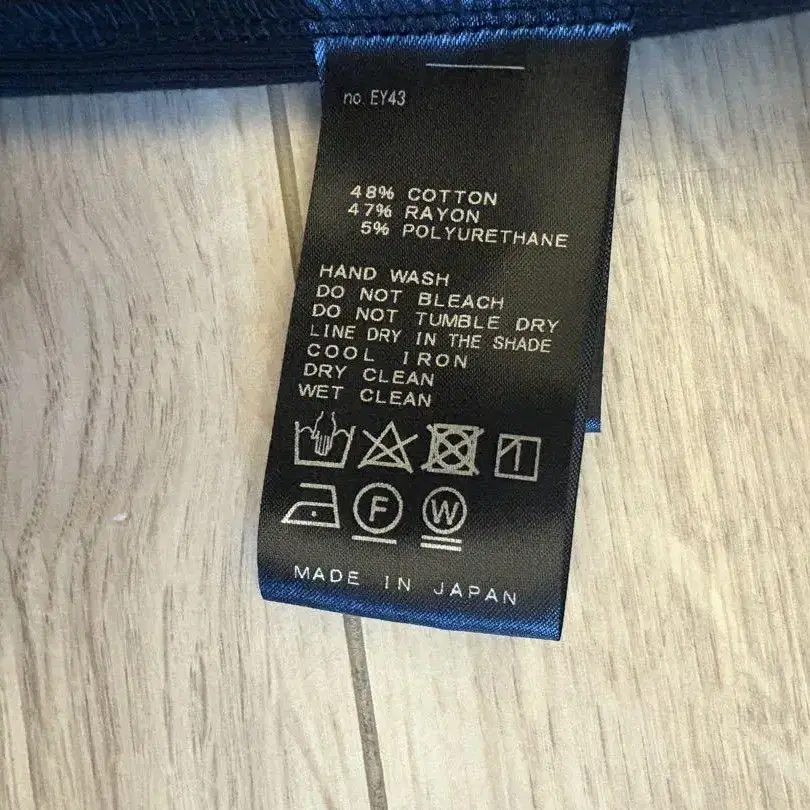 no. EY43
48% COTTON
47% RAYON
5% POLYURETHANE
HAND WASH
DO NOT BLEACH
DO NOT TUMBLE DRY
LINE DRY IN THE SHADE
COOL IRON
DRY CLEAN
WET CLEAN
F W
MADE IN JAPAN